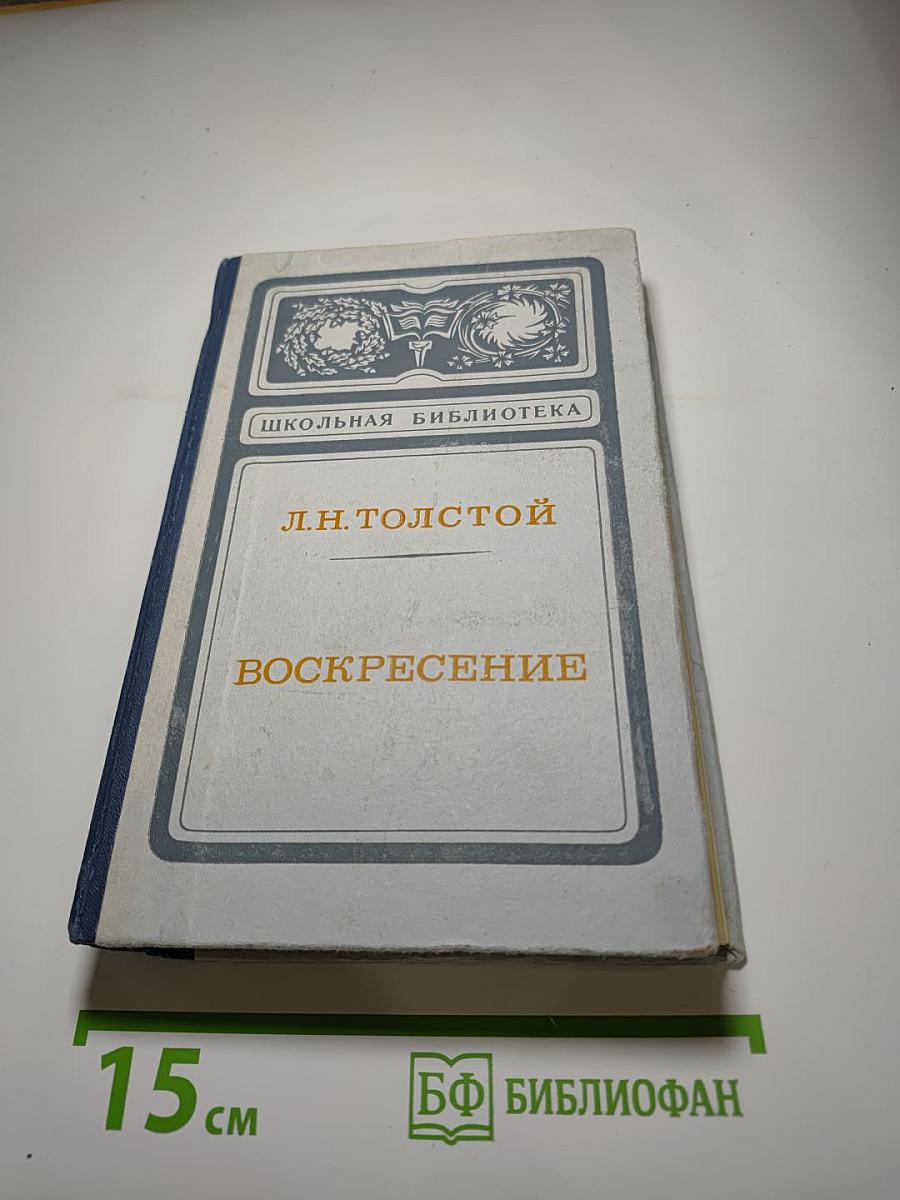 ШКОЛЬНАЯ БИБЛИОТЕКА
Л.Н.ТОЛСТОЙ
ВОСКРЕСЕНИЕ
15 см
БФ БИБЛИОФАН